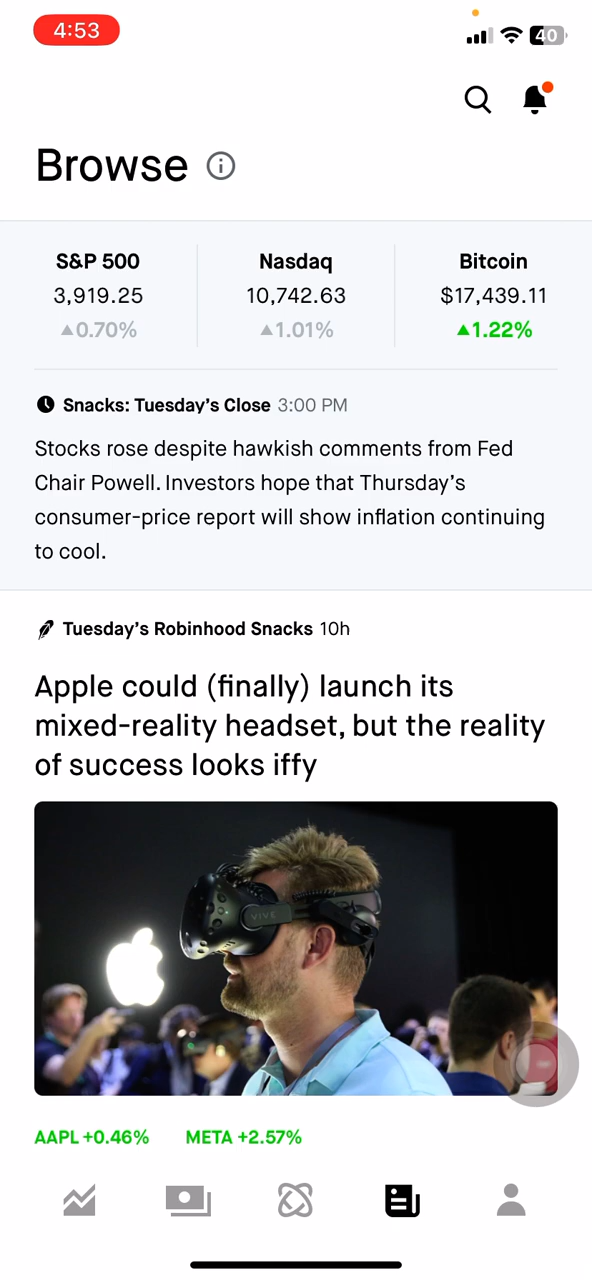 4:53
40
Browse
S&P 500 Nasdaq Bitcoin
3,919.25 10,742.63 $17,439.11
▲0.70% ▲1.01% ▲1.22%
Snacks: Tuesday’s Close 3:00 PM
Stocks rose despite hawkish comments from Fed
Chair Powell. Investors hope that Thursday’s
consumer-price report will show inflation continuing
to cool.
Tuesday’s Robinhood Snacks 10h
Apple could (finally) launch its
mixed-reality headset, but the reality
of success looks iffy
VIVE
AAPL +0.46% META +2.57%